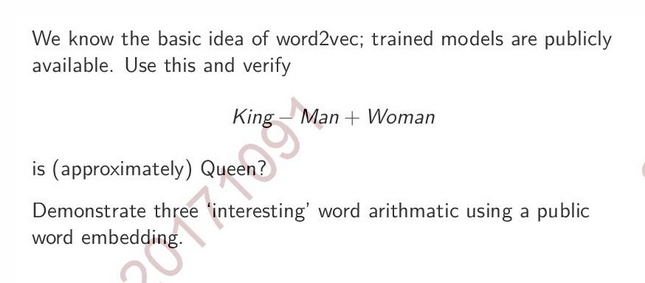 We know the basic idea of word2vec; trained models are publicly
available. Use this and verify
King − Man + Woman
is (approximately) Queen?
Demonstrate three ‘interesting’ word arithmatic using a public
word embedding.
20171091